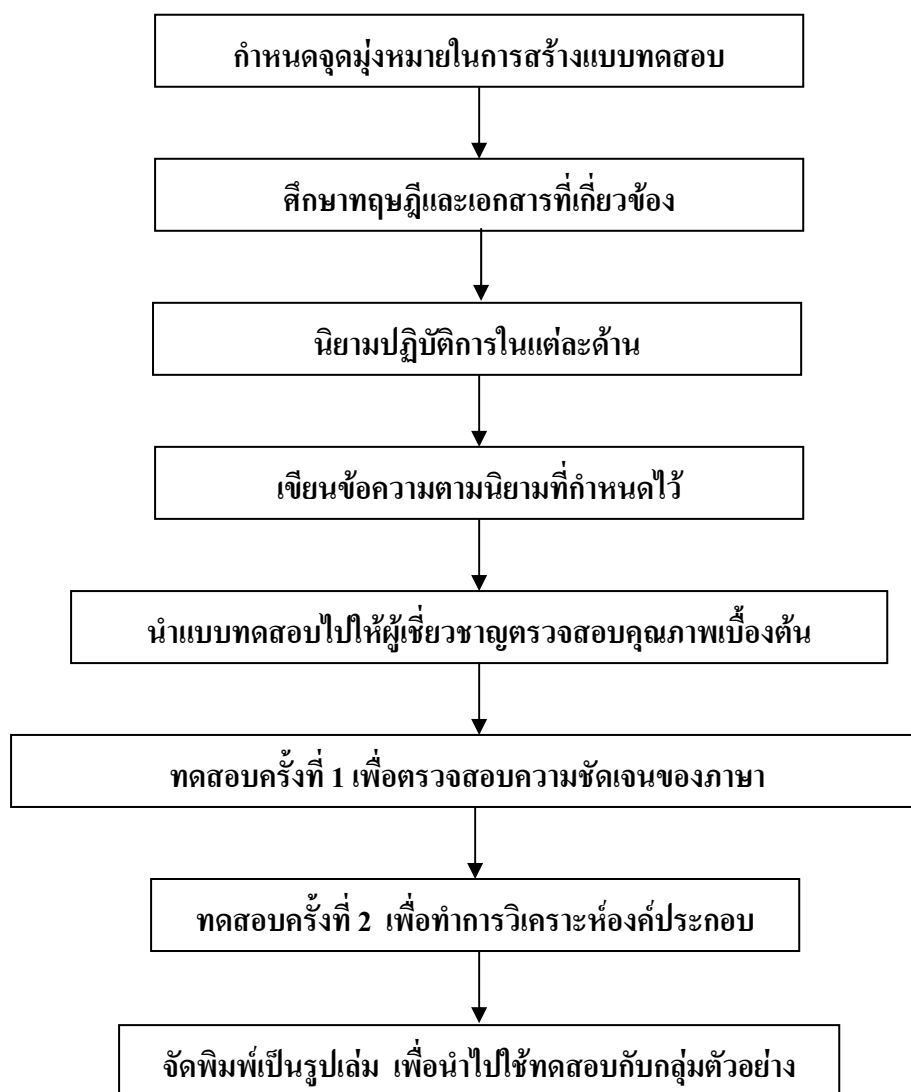 กำหนดจุดมุ่งหมายในการสร้างแบบทดสอบ
ศึกษาทฤษฎีและเอกสารที่เกี่ยวข้อง
นิยามปฏิบัติการในแต่ละด้าน
เขียนข้อความตามนิยามที่กำหนดไว้
นำแบบทดสอบไปให้ผู้เชี่ยวชาญตรวจสอบคุณภาพเบื้องต้น
ทดสอบครั้งที่ 1 เพื่อตรวจสอบความชัดเจนของภาษา
ทดสอบครั้งที่ 2 เพื่อทำการวิเคราะห์องค์ประกอบ
จัดพิมพ์เป็นรูปเล่ม เพื่อนำไปใช้ทดสอบกับกลุ่มตัวอย่าง